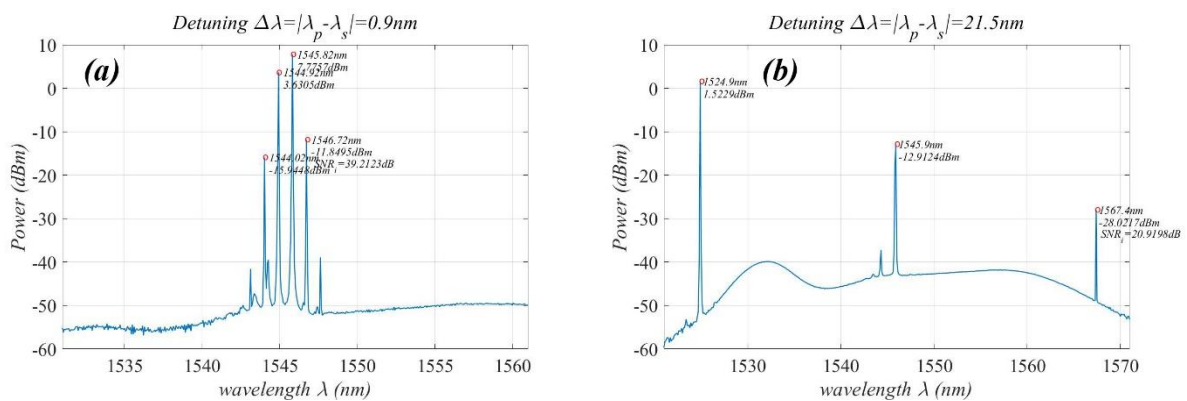 Detuning Δλ=|λp-λs|=0.9nm
(a)
10
0
-10
-20
-30
-40
-50
-60
Power (dBm)
1545.82nm
7.7757dBm
1544.92nm
3.6305dBm
1546.72nm
-11.8495dBm
SNRi=39.2123dB
1544.02nm
-15.9448dBm
1535
1540
1545
1550
1555
1560
wavelength λ (nm)
Detuning Δλ=|λp-λs|=21.5nm
(b)
10
0
-10
-20
-30
-40
-50
-60
Power (dBm)
1524.9nm
1.5229dBm
1545.9nm
-12.9124dBm
1567.4nm
-28.0217dBm
SNRi=20.9198dB
1530
1540
1550
1560
1570
wavelength λ (nm)